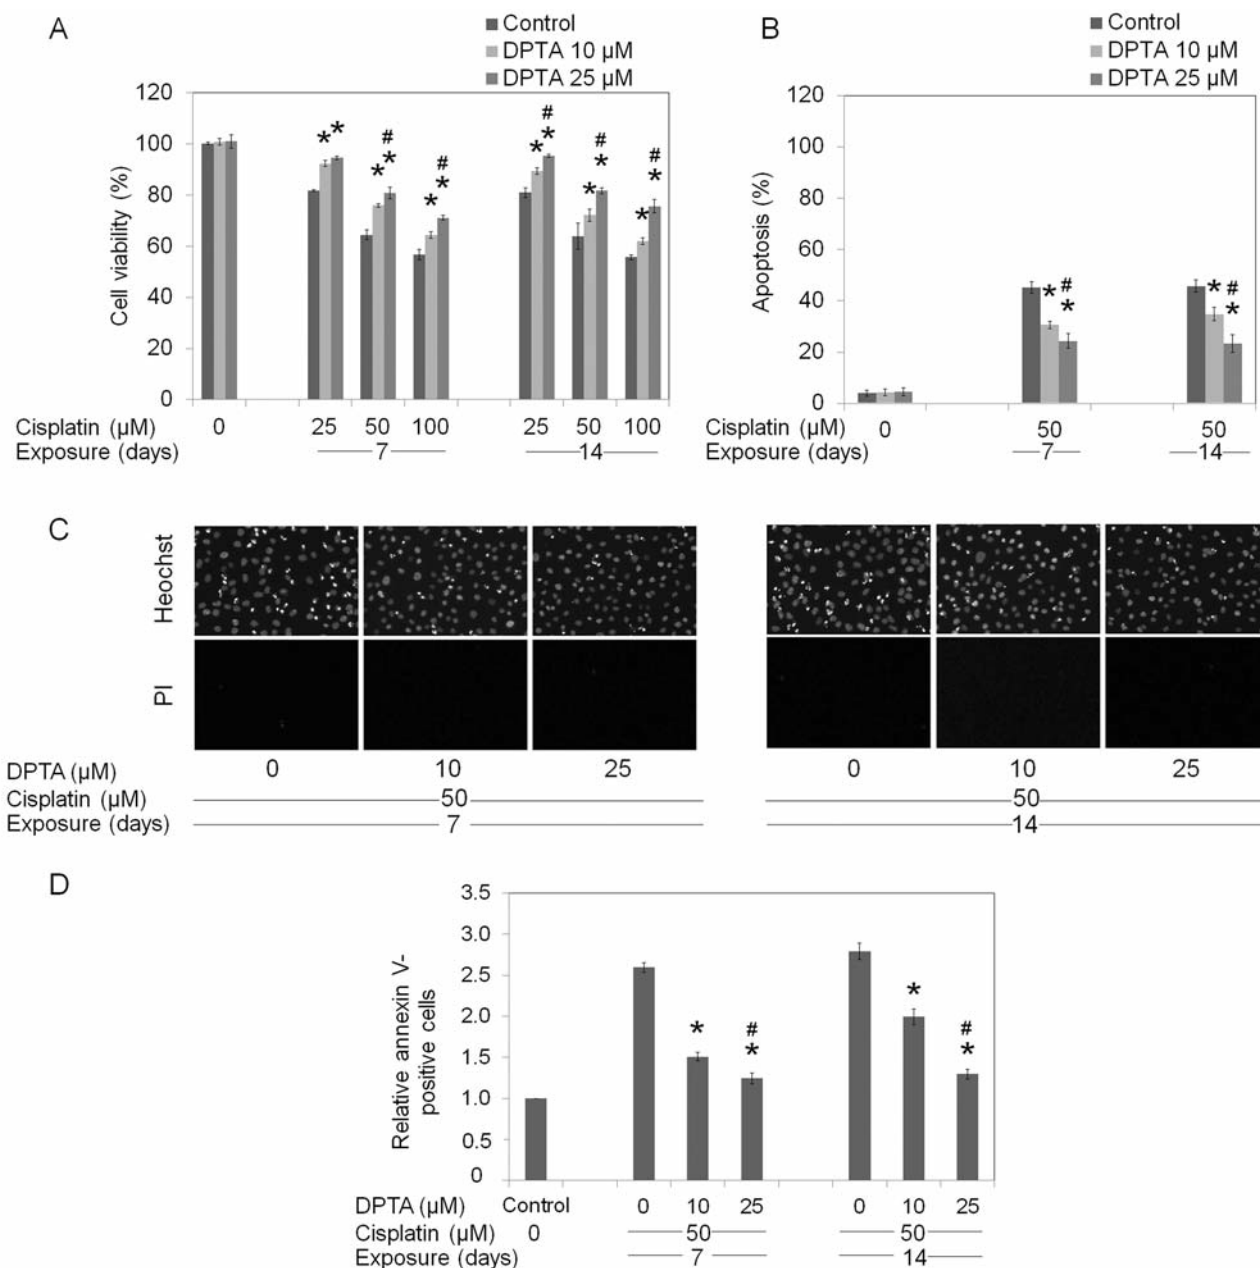 A
Control
DPTA 10 µM
DPTA 25 µM
Cell viability (%)
120
100
80
60
40
20
0
* * * * # * * # * * # * * # * * # *
Cisplatin (µM) 0 25 50 100 25 50 100
Exposure (days) 7 14
B
Control
DPTA 10 µM
DPTA 25 µM
Apoptosis (%)
120
100
80
60
40
20
0
* # * * # *
Cisplatin (µM) 0 50 50
Exposure (days) 7 14
C
Heochst
PI
DPTA (µM) 0 10 25 0 10 25
Cisplatin (µM) 50 50
Exposure (days) 7 14
D
Relative annexin V-
positive cells
3.5
3.0
2.5
2.0
1.5
1.0
0.5
0
* # * * # *
DPTA (µM) Control 0 10 25 0 10 25
Cisplatin (µM) 0 50 50
Exposure (days) 7 14